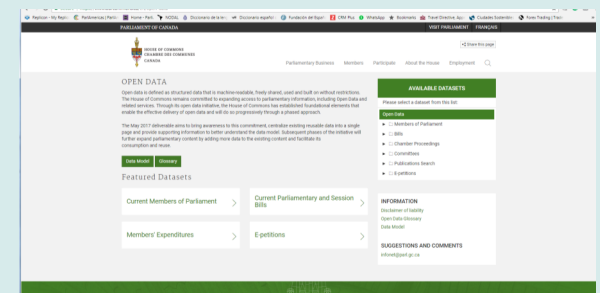 PARLIAMENT OF CANADA
VISIT PARLIAMENT FRANÇAIS
Share this page
HOUSE OF COMMONS
CHAMBRE DES COMMUNES
CANADA
Parliamentary Business Members Participate About the House Employment
OPEN DATA
Open data is defined as structured data that is machine-readable, freely shared, used and built on without restrictions.
The House of Commons remains committed to expanding access to parliamentary information, including Open Data and
related services. Through its open data initiative, the House of Commons has established foundational elements that
enable the effective delivery of open data and will do so progressively through a phased approach.
The May 2017 deliverable aims to bring awareness to this commitment, centralize existing reusable data into a single
page and provide supporting information to better understand the data model. Subsequent phases of the initiative will
further expand parliamentary content by adding more data to the existing content and facilitate its
consumption and reuse.
Data Model Glossary
Featured Datasets
Current Members of Parliament
Current Parliamentary and Session
Bills
Members' Expenditures
E-petitions
AVAILABLE DATASETS
Please select a dataset from this list:
Open Data
Members of Parliament
Bills
Chamber Proceedings
Committees
Publications Search
E-petitions
INFORMATION
Disclaimer of liability
Open Data Glossary
Data Model
SUGGESTIONS AND COMMENTS
infonet@parl.gc.ca